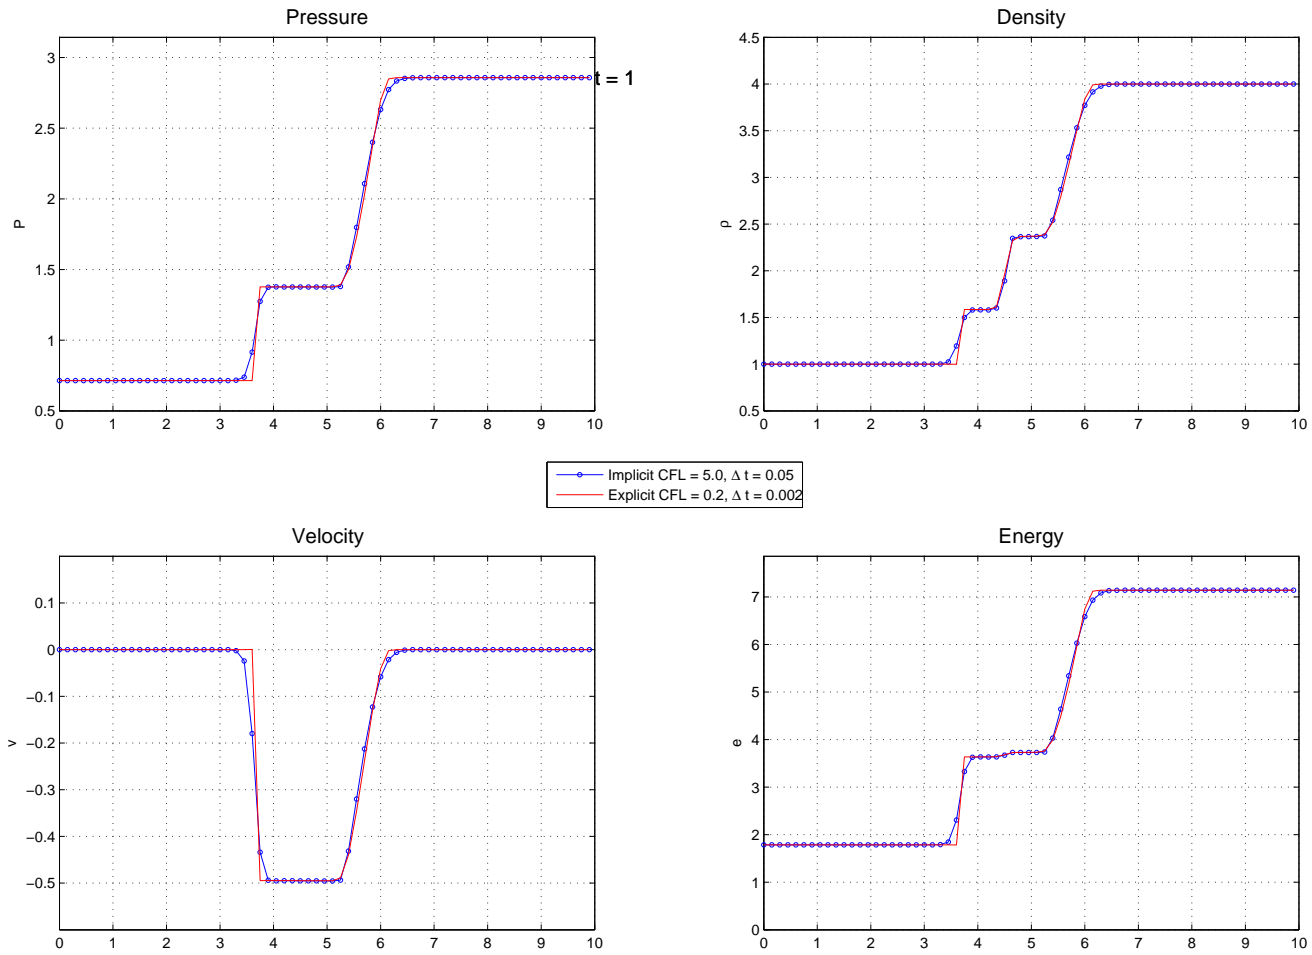 Pressure
3
2.5
2
1.5
1
0.5
P
0 1 2 3 4 5 6 7 8 9 10
t = 1
Density
4.5
4
3.5
3
2.5
2
1.5
1
0.5
ρ
0 1 2 3 4 5 6 7 8 9 10
Implicit CFL = 5.0, Δ t = 0.05
Explicit CFL = 0.2, Δ t = 0.002
Velocity
0.1
0
−0.1
−0.2
−0.3
−0.4
−0.5
v
0 1 2 3 4 5 6 7 8 9 10
Energy
7
6
5
4
3
2
1
0
e
0 1 2 3 4 5 6 7 8 9 10